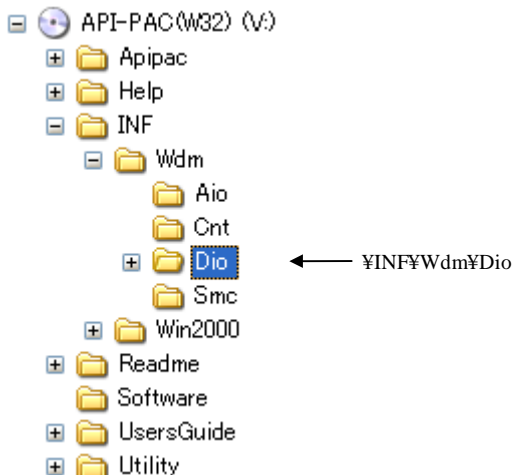 API-PAC(W32) (V:)
Apipac
Help
INF
Wdm
Aio
Cnt
Dio ¥INF¥Wdm¥Dio
Smc
Win2000
Readme
Software
UsersGuide
Utility